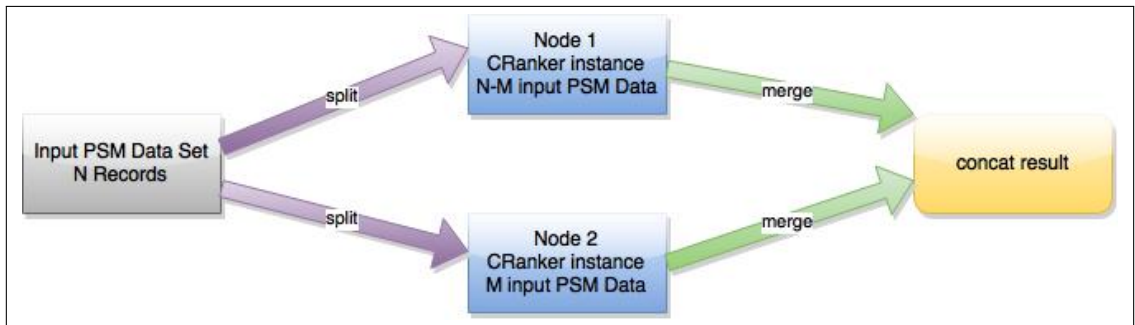 Input PSM Data Set
N Records
split
split
Node 1
CRanker instance
N-M input PSM Data
Node 2
CRanker instance
M input PSM Data
merge
merge
concat result